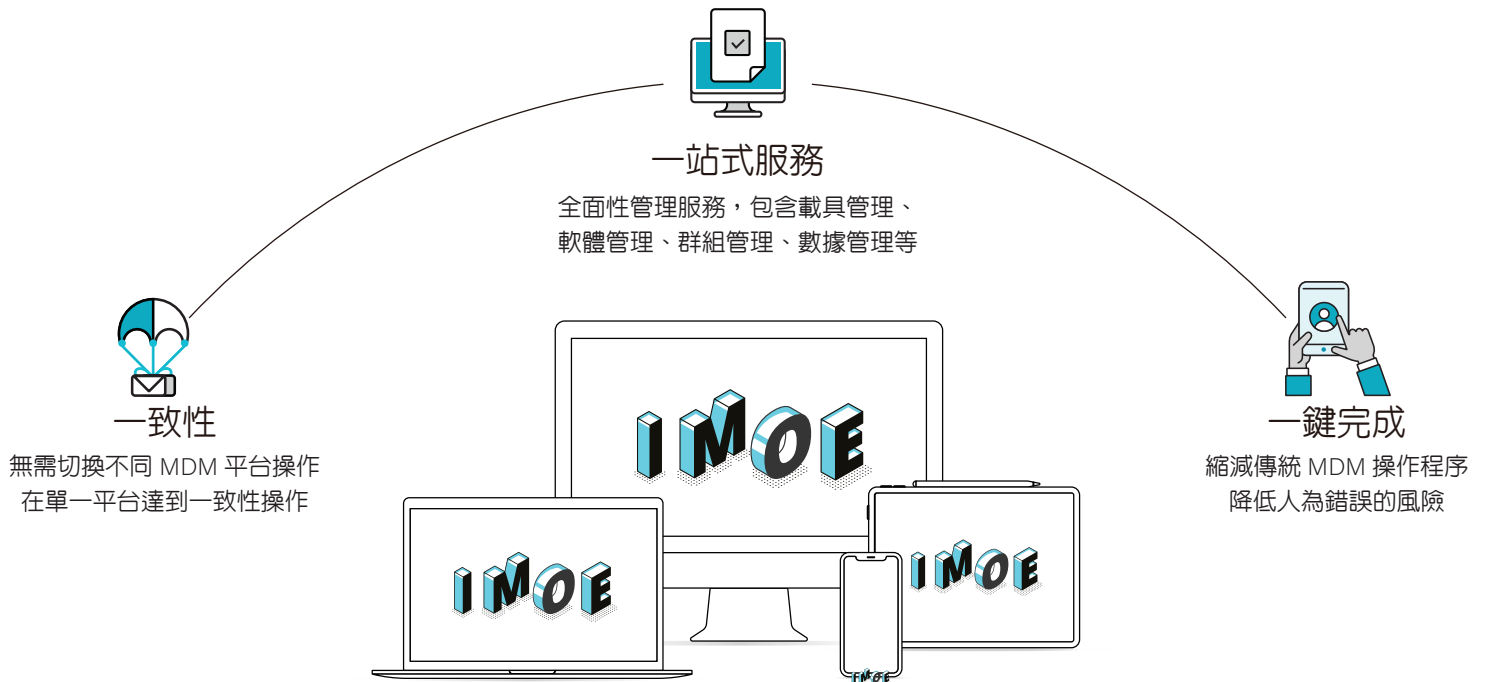 一站式服務
全面性管理服務，包含載具管理、
軟體管理、群組管理、數據管理等
一致性
無需切換不同 MDM 平台操作
在單一平台達到一致性操作
一鍵完成
縮減傳統 MDM 操作程序
降低人為錯誤的風險
IMOE
IMOE
IMOE
IMOE